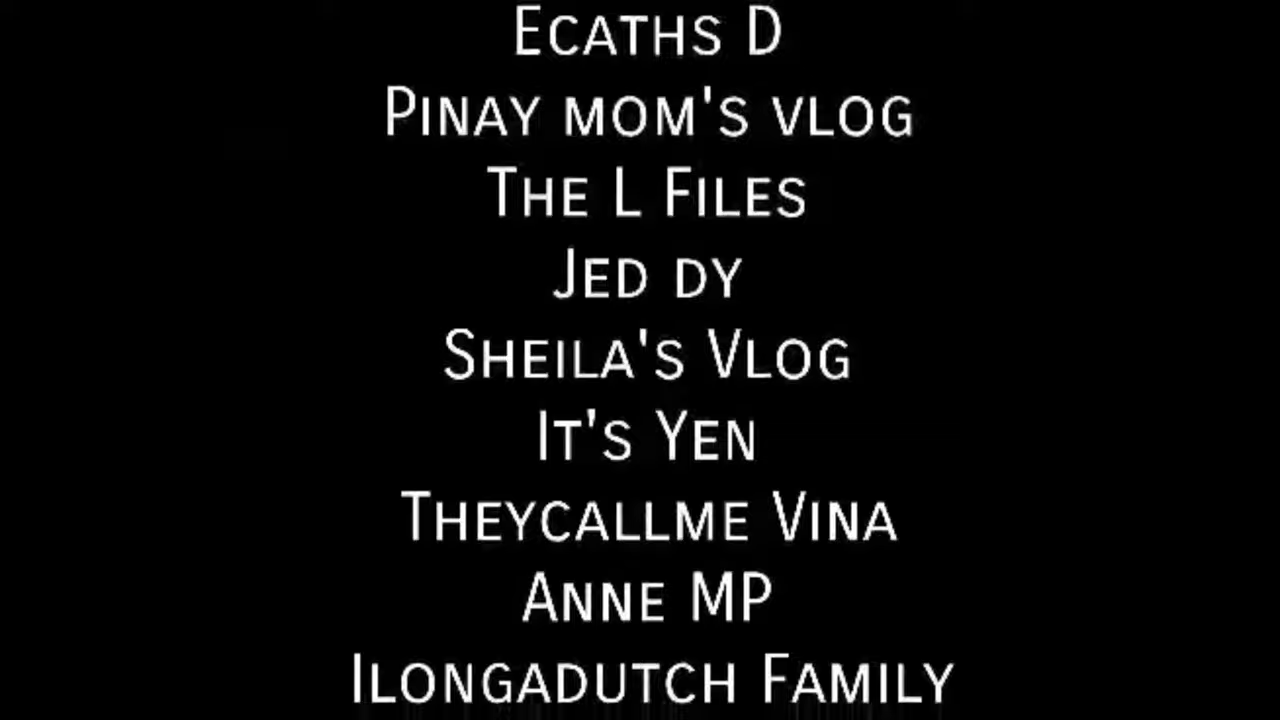 Ecaths D
Pinay mom's vlog
The L Files
Jed dy
Sheila's Vlog
It's Yen
Theycallme Vina
Anne MP
Ilongadutch Family